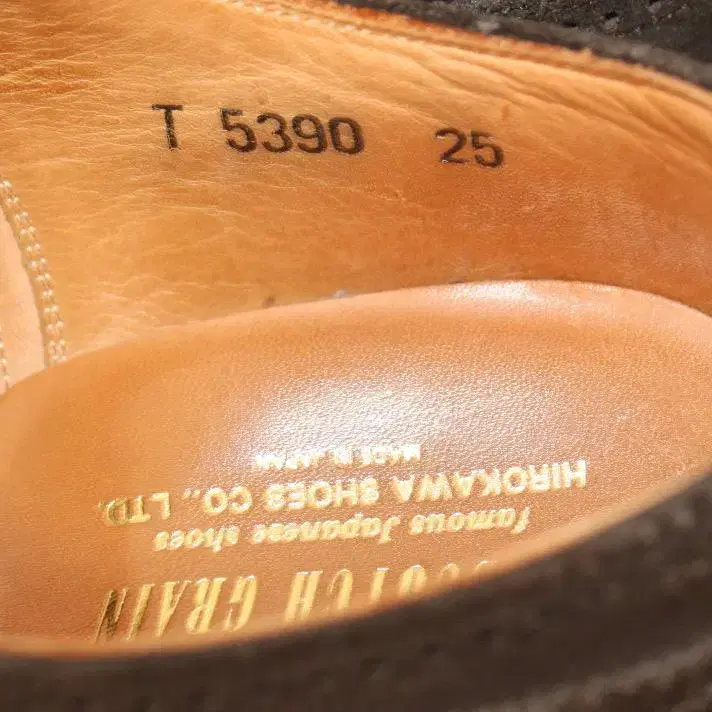 T 5390 25
SCOTCH GRAIN
famous Japanese shoes
HIROKAWA SHOES CO., LTD.
MADE IN JAPAN